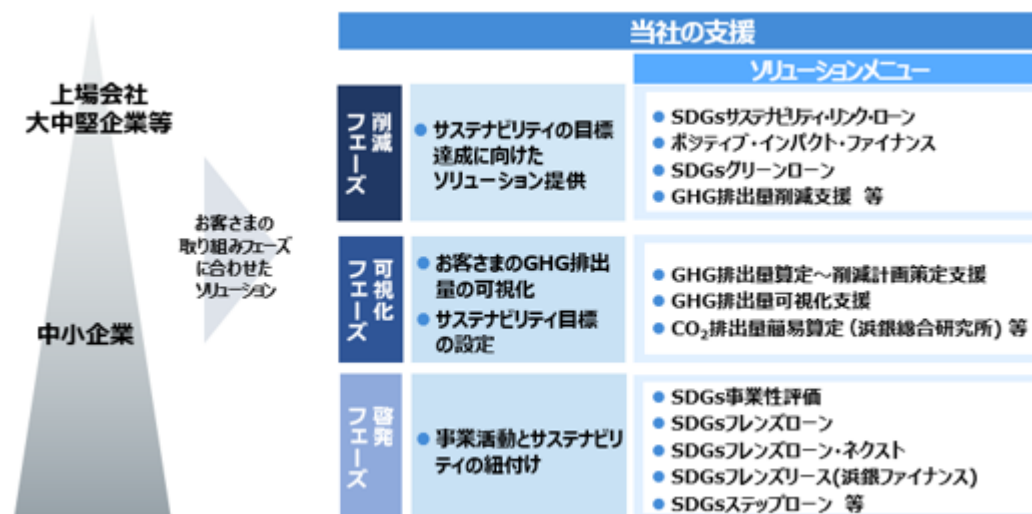 上場会社
大中堅企業等
中小企業
お客さまの
取り組みフェーズ
に合わせた
ソリューション
当社の支援
ソリューションメニュー
削減
フェーズ
● サステナビリティの目標
達成に向けた
ソリューション提供
● SDGsサステナビリティ・リンク・ローン
● ポジティブ・インパクト・ファイナンス
● SDGsグリーンローン
● GHG排出量削減支援 等
可視化
フェーズ
● お客さまのGHG排出
量の可視化
● サステナビリティ目標
の設定
● GHG排出量算定～削減計画策定支援
● GHG排出量可視化支援
● CO₂排出量簡易算定（浜銀総合研究所）等
啓発
フェーズ
● 事業活動とサステナビリ
ティの紐付け
● SDGs事業性評価
● SDGsフレンズローン
● SDGsフレンズローン・ネクスト
● SDGsフレンズリース(浜銀ファイナンス)
● SDGsステップローン 等